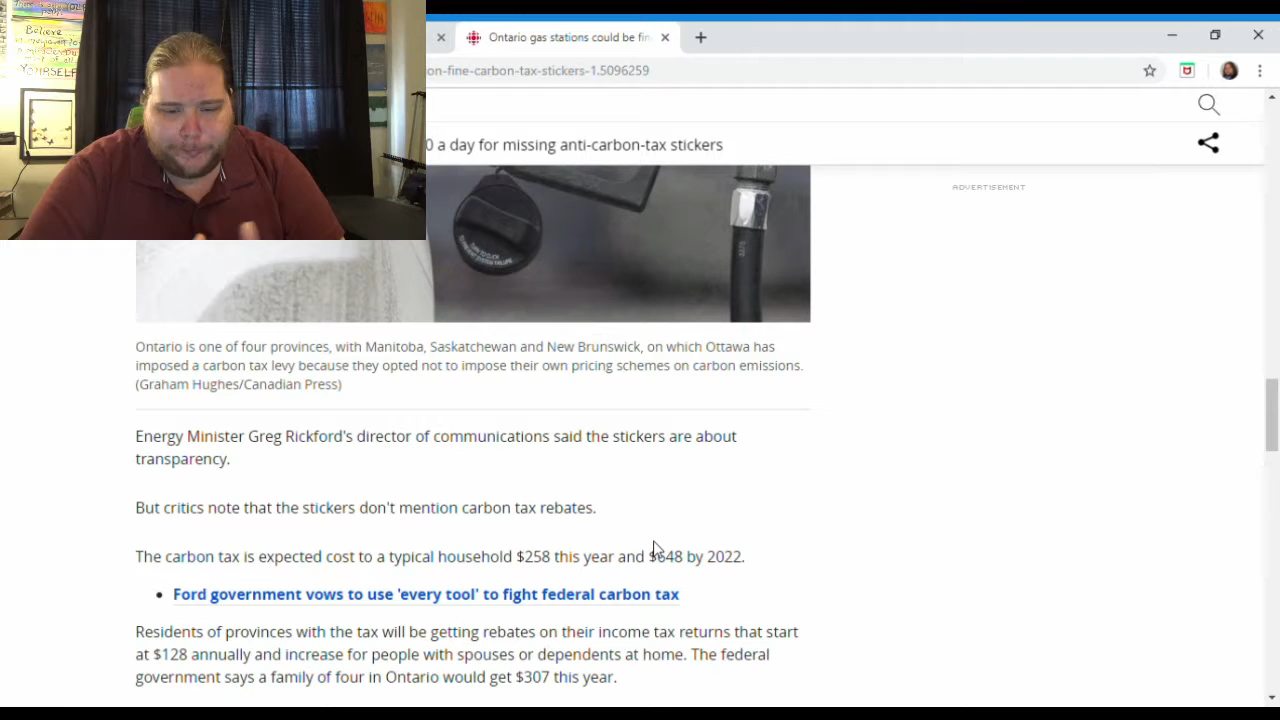 Believe
YOURSELF
Ontario gas stations could be fin
on-fine-carbon-tax-stickers-1.5096259
0 a day for missing anti-carbon-tax stickers
ADVERTISEMENT
Ontario is one of four provinces, with Manitoba, Saskatchewan and New Brunswick, on which Ottawa has
imposed a carbon tax levy because they opted not to impose their own pricing schemes on carbon emissions.
(Graham Hughes/Canadian Press)
Energy Minister Greg Rickford's director of communications said the stickers are about
transparency.
But critics note that the stickers don't mention carbon tax rebates.
The carbon tax is expected cost to a typical household $258 this year and $648 by 2022.
Ford government vows to use 'every tool' to fight federal carbon tax
Residents of provinces with the tax will be getting rebates on their income tax returns that start
at $128 annually and increase for people with spouses or dependents at home. The federal
government says a family of four in Ontario would get $307 this year.